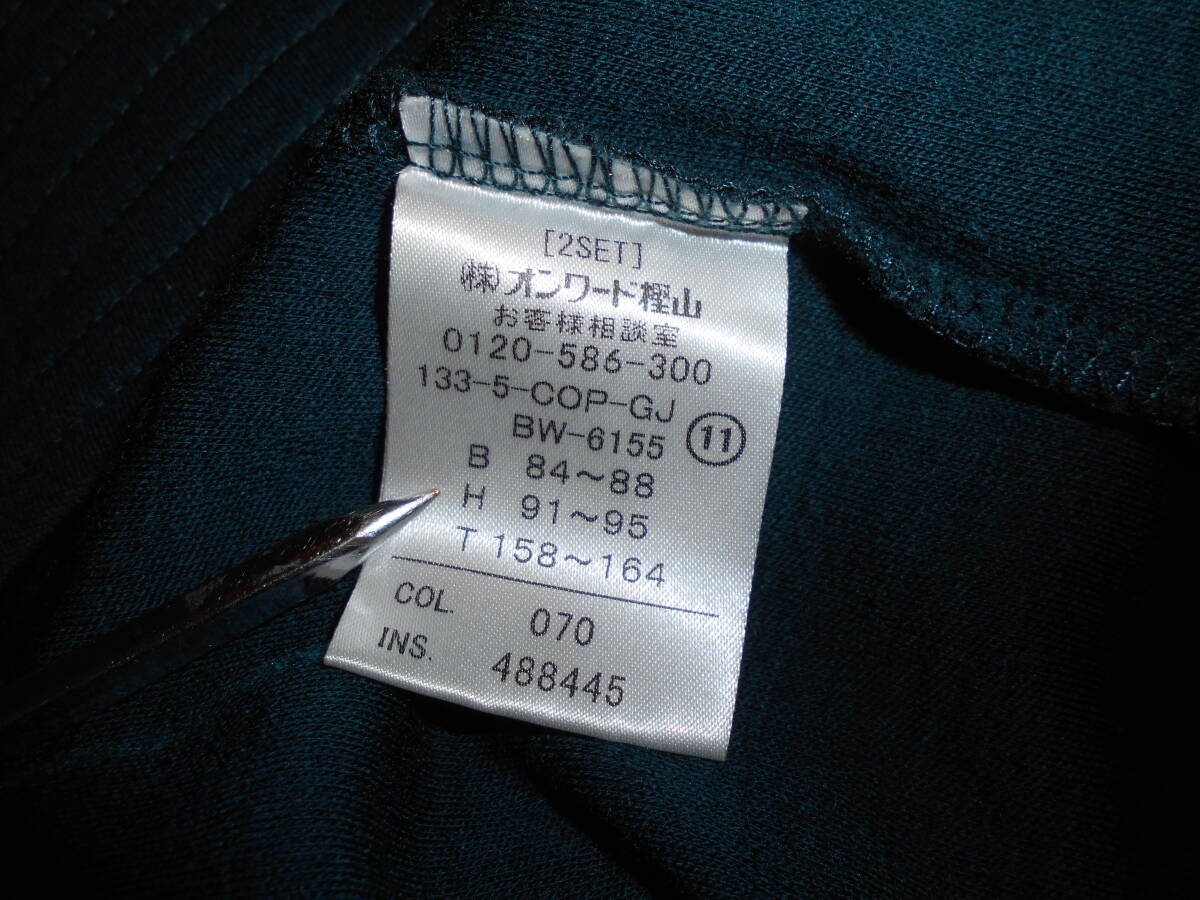 [2SET]
(株)オンワード樫山
お客様相談室
0120-586-300
133-5-COP-GJ
BW-6155 11
B 84~88
H 91~95
T 158~164
COL. 070
INS. 488445